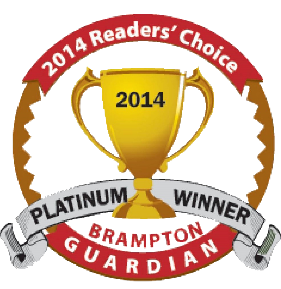 2014 Readers' Choice
2014
PLATINUM WINNER
BRAMPTON
GUARDIAN